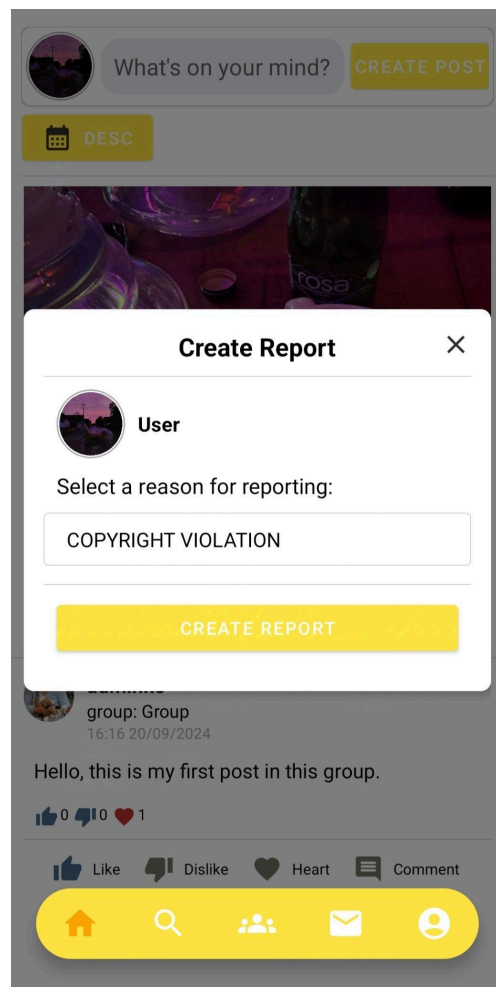 What's on your mind?
CREATE POST
DESC
rosa
Create Report
User
Select a reason for reporting:
COPYRIGHT VIOLATION
CREATE REPORT
group: Group
16:16 20/09/2024
Hello, this is my first post in this group.
0 0 1
Like Dislike Heart Comment